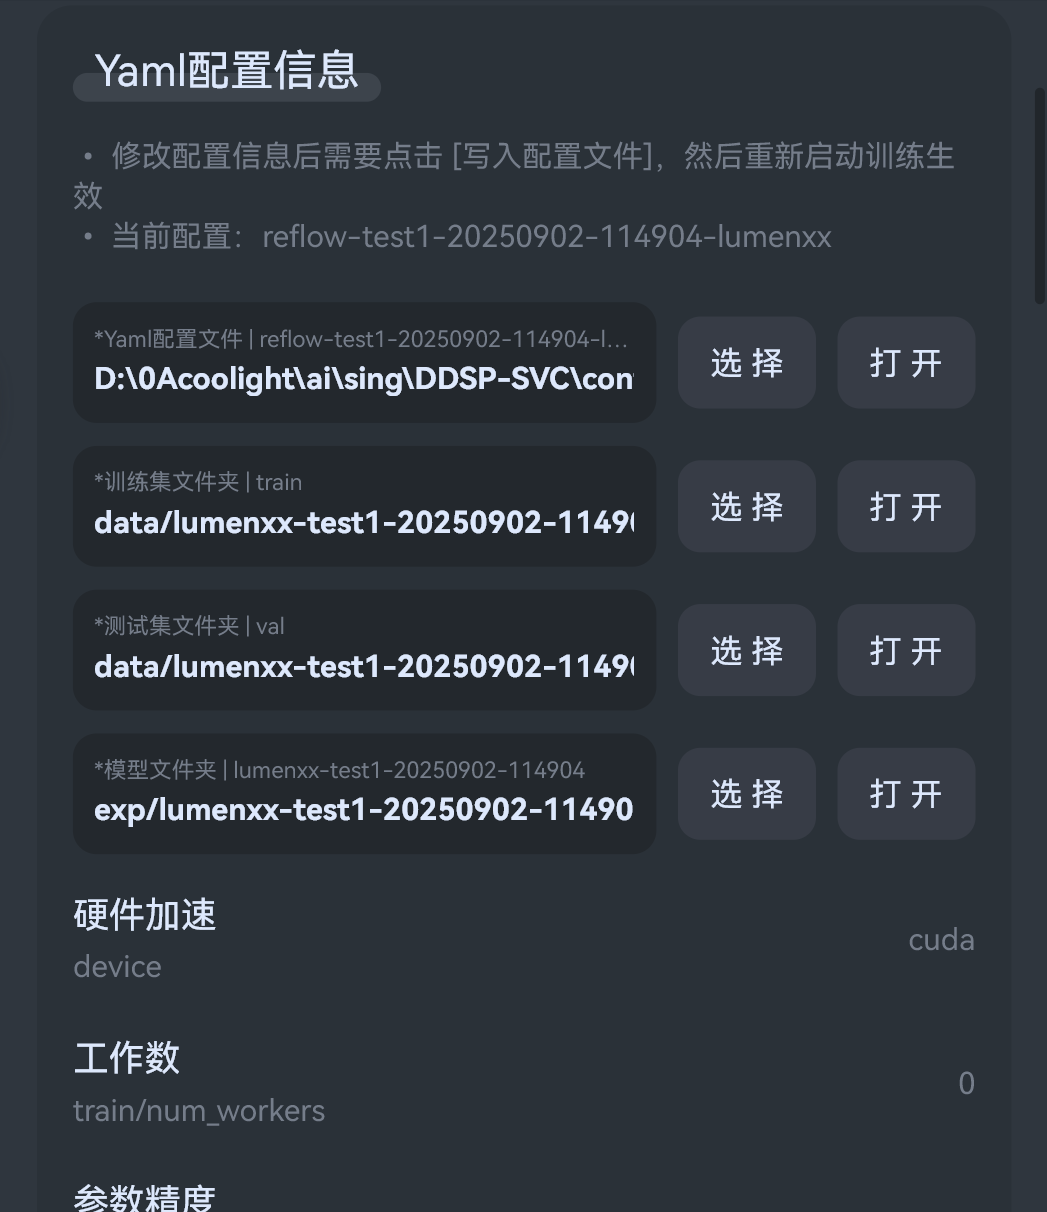 Yaml配置信息
• 修改配置信息后需要点击 [写入配置文件]，然后重新启动训练生
效
• 当前配置：reflow-test1-20250902-114904-lumenxx
*Yaml配置文件 | reflow-test1-20250902-114904-l...
D:\0Acoolight\ai\sing\DDSP-SVC\con
选 择
打 开
*训练集文件夹 | train
data/lumenxx-test1-20250902-1149
选 择
打 开
*测试集文件夹 | val
data/lumenxx-test1-20250902-1149
选 择
打 开
*模型文件夹 | lumenxx-test1-20250902-114904
exp/lumenxx-test1-20250902-11490
选 择
打 开
硬件加速
device
cuda
工作数
train/num_workers
0
参数精度